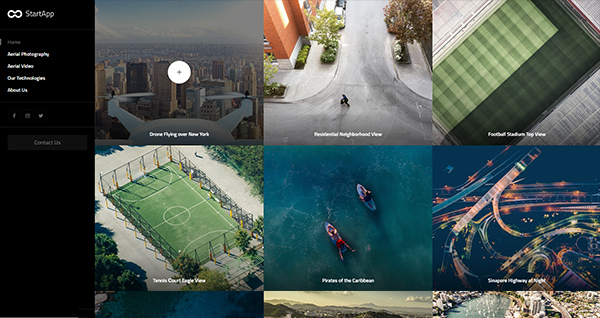 StartApp
Home
Aerial Photography
Aerial Video
Our Technologies
About Us
Contact Us
Drone Flying over New York
Residential Neighborhood View
Football Stadium Top View
Tennis Court Eagle View
Pirates of the Caribbean
Sinapore Highway at Night